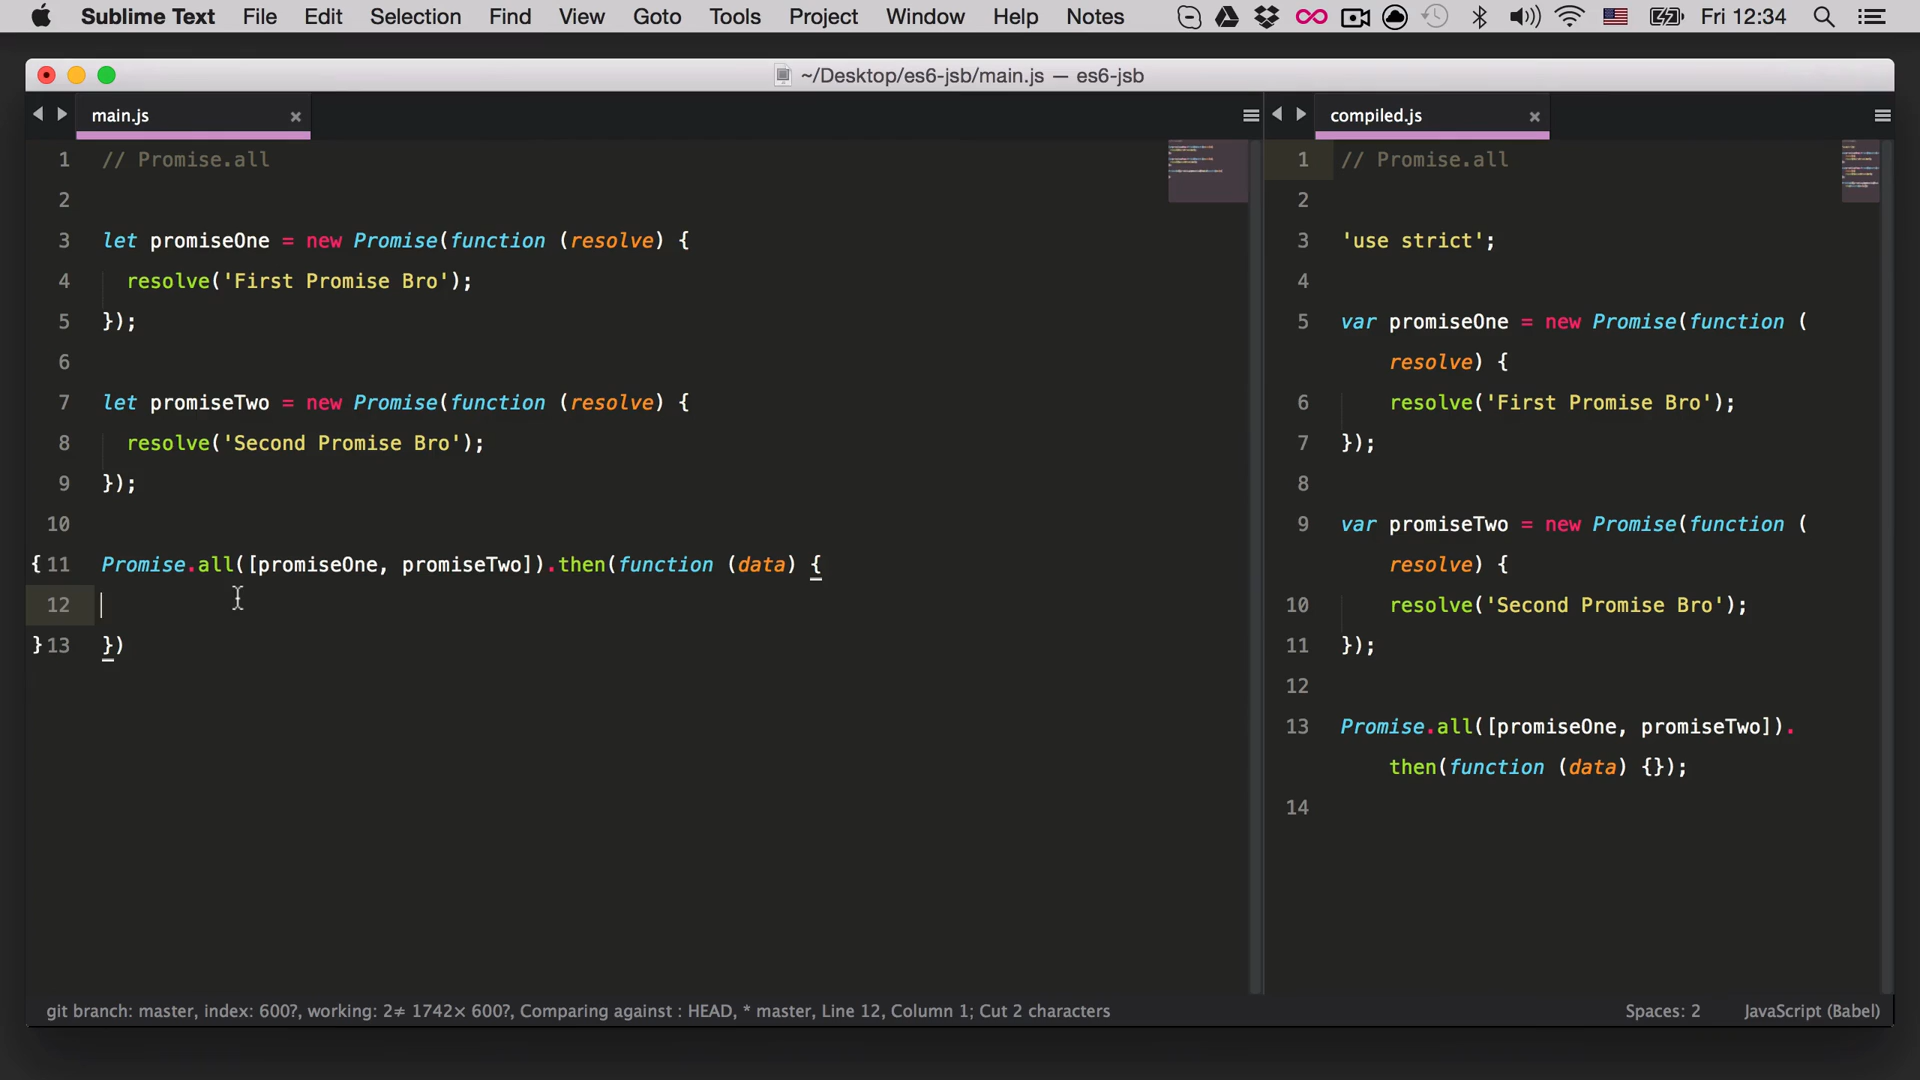 Sublime Text File Edit Selection Find View Goto Tools Project Window Help Notes Fri 12:34
~/Desktop/es6-jsb/main.js — es6-jsb
main.js
1 // Promise.all
2
3 let promiseOne = new Promise(function (resolve) {
4 resolve('First Promise Bro');
5 });
6
7 let promiseTwo = new Promise(function (resolve) {
8 resolve('Second Promise Bro');
9 });
10
{ 11 Promise.all([promiseOne, promiseTwo]).then(function (data) {
12
} 13 })
compiled.js
1 // Promise.all
2
3 'use strict';
4
5 var promiseOne = new Promise(function (
resolve) {
6 resolve('First Promise Bro');
7 });
8
9 var promiseTwo = new Promise(function (
resolve) {
10 resolve('Second Promise Bro');
11 });
12
13 Promise.all([promiseOne, promiseTwo]).
then(function (data) {});
14
git branch: master, index: 600?, working: 2≠ 1742× 600?, Comparing against : HEAD, * master, Line 12, Column 1; Cut 2 characters
Spaces: 2 JavaScript (Babel)